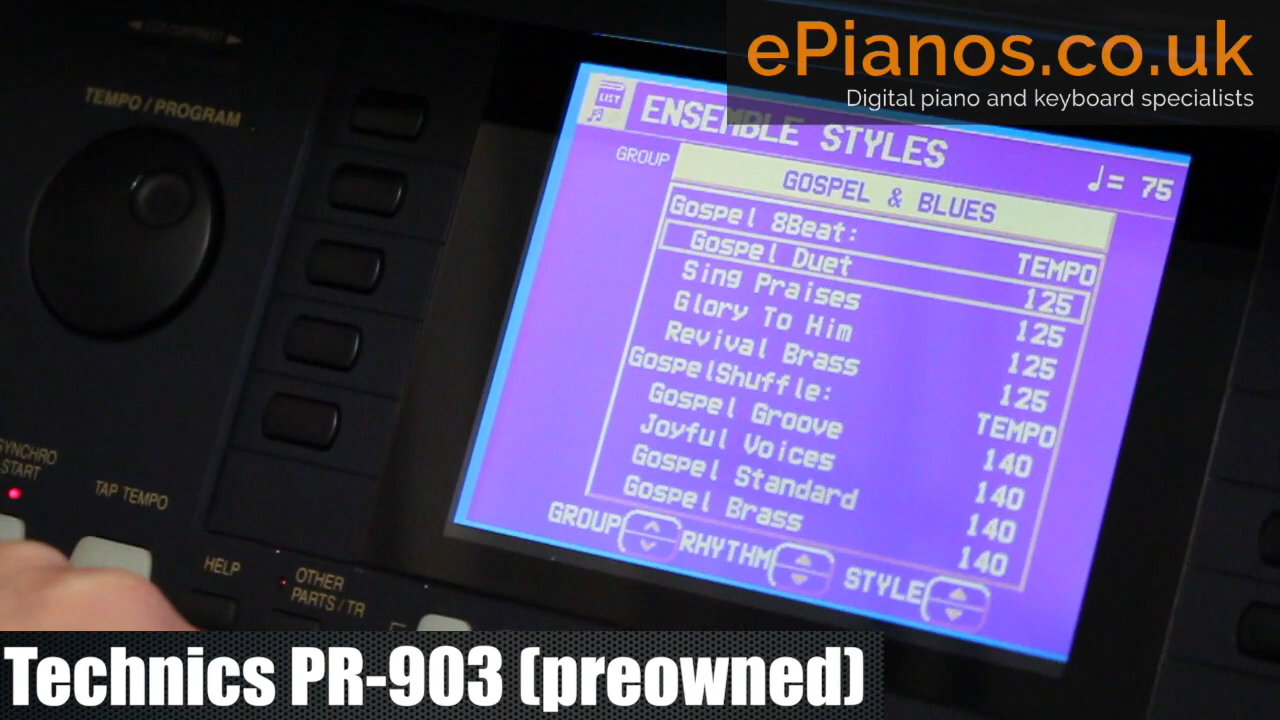 ePianos.co.uk
Digital piano and keyboard specialists
TEMPO / PROGRAM
LIST
ENSEMBLE STYLES
♩= 75
GROUP
GOSPEL & BLUES
Gospel 8Beat: TEMPO
Gospel Duet 125
Sing Praises 125
Glory To Him 125
Revival Brass 125
GospelShuffle: TEMPO
Gospel Groove 140
Joyful Voices 140
Gospel Standard 140
Gospel Brass 140
GROUP RHYTHM STYLE
SYNCHRO
START
TAP TEMPO
HELP
OTHER
PARTS / TR
Technics PR-903 (preowned)